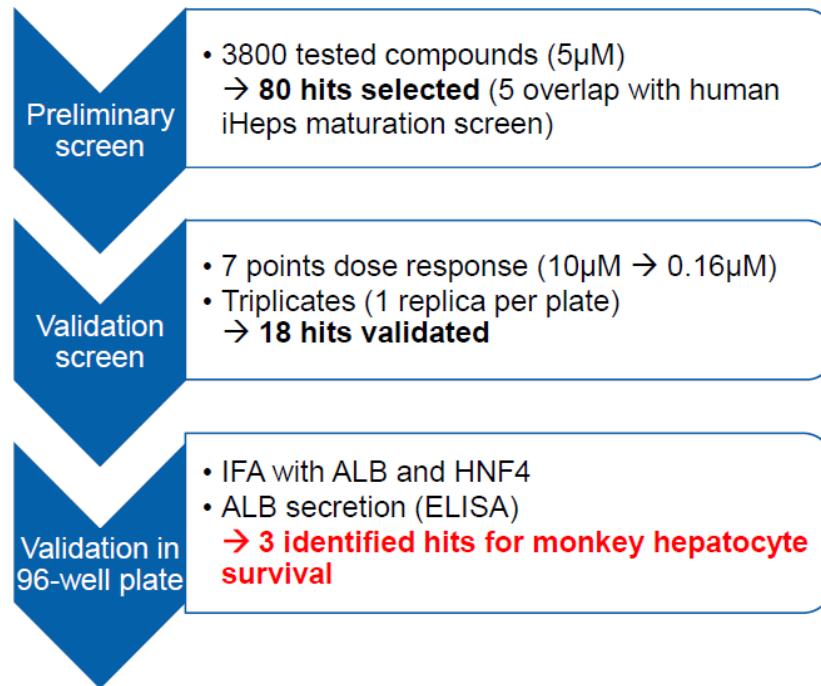 Preliminary
screen
• 3800 tested compounds (5µM)
→ 80 hits selected (5 overlap with human
iHeps maturation screen)
Validation
screen
• 7 points dose response (10µM → 0.16µM)
• Triplicates (1 replica per plate)
→ 18 hits validated
Validation in
96-well plate
• IFA with ALB and HNF4
• ALB secretion (ELISA)
→ 3 identified hits for monkey hepatocyte
survival